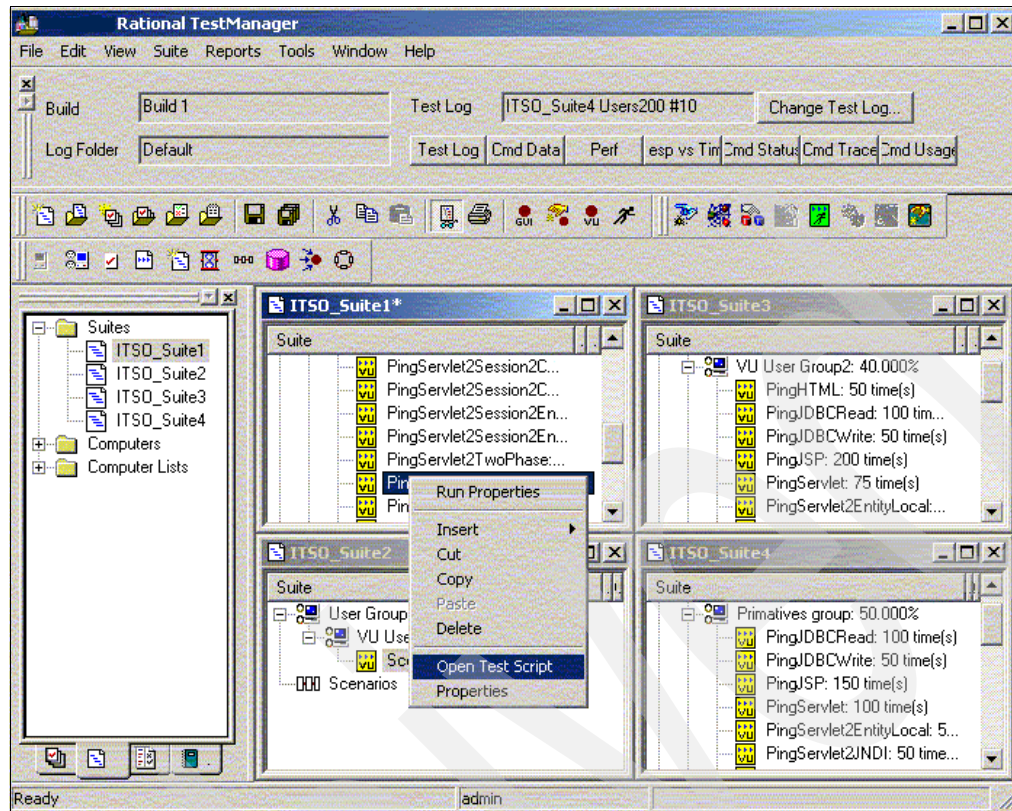 Rational TestManager
File Edit View Suite Reports Tools Window Help
Build Build 1 Test Log ITSO_Suite4 Users200 #10 Change Test Log...
Log Folder Default Test Log Cmd Data Perf esp vs Tim Cmd Status Cmd Trace Cmd Usage
GUI VU
Suites
ITSO_Suite1
ITSO_Suite2
ITSO_Suite3
ITSO_Suite4
Computers
Computer Lists
ITSO_Suite1*
Suite
PingServlet2Session2C...
PingServlet2Session2C...
PingServlet2Session2En...
PingServlet2Session2En...
PingServlet2TwoPhase:...
Pin
Pin
ITSO_Suite3
Suite
VU User Group2: 40.000%
PingHTML: 50 time(s)
PingJDBCRead: 100 tim...
PingJDBCWrite: 50 time(s)
PingJSP: 200 time(s)
PingServlet: 75 time(s)
PingServlet2EntityLocal:...
Run Properties
Insert
Cut
Copy
Paste
Delete
Open Test Script
Properties
ITSO_Suite2
Suite
User Group
VU Use
Sc
Scenarios
ITSO_Suite4
Suite
Primatives group: 50.000%
PingJDBCRead: 100 time(s)
PingJDBCWrite: 50 time(s)
PingJSP: 150 time(s)
PingServlet: 100 time(s)
PingServlet2EntityLocal: 5...
PingServlet2JNDI: 50 time...
Ready admin